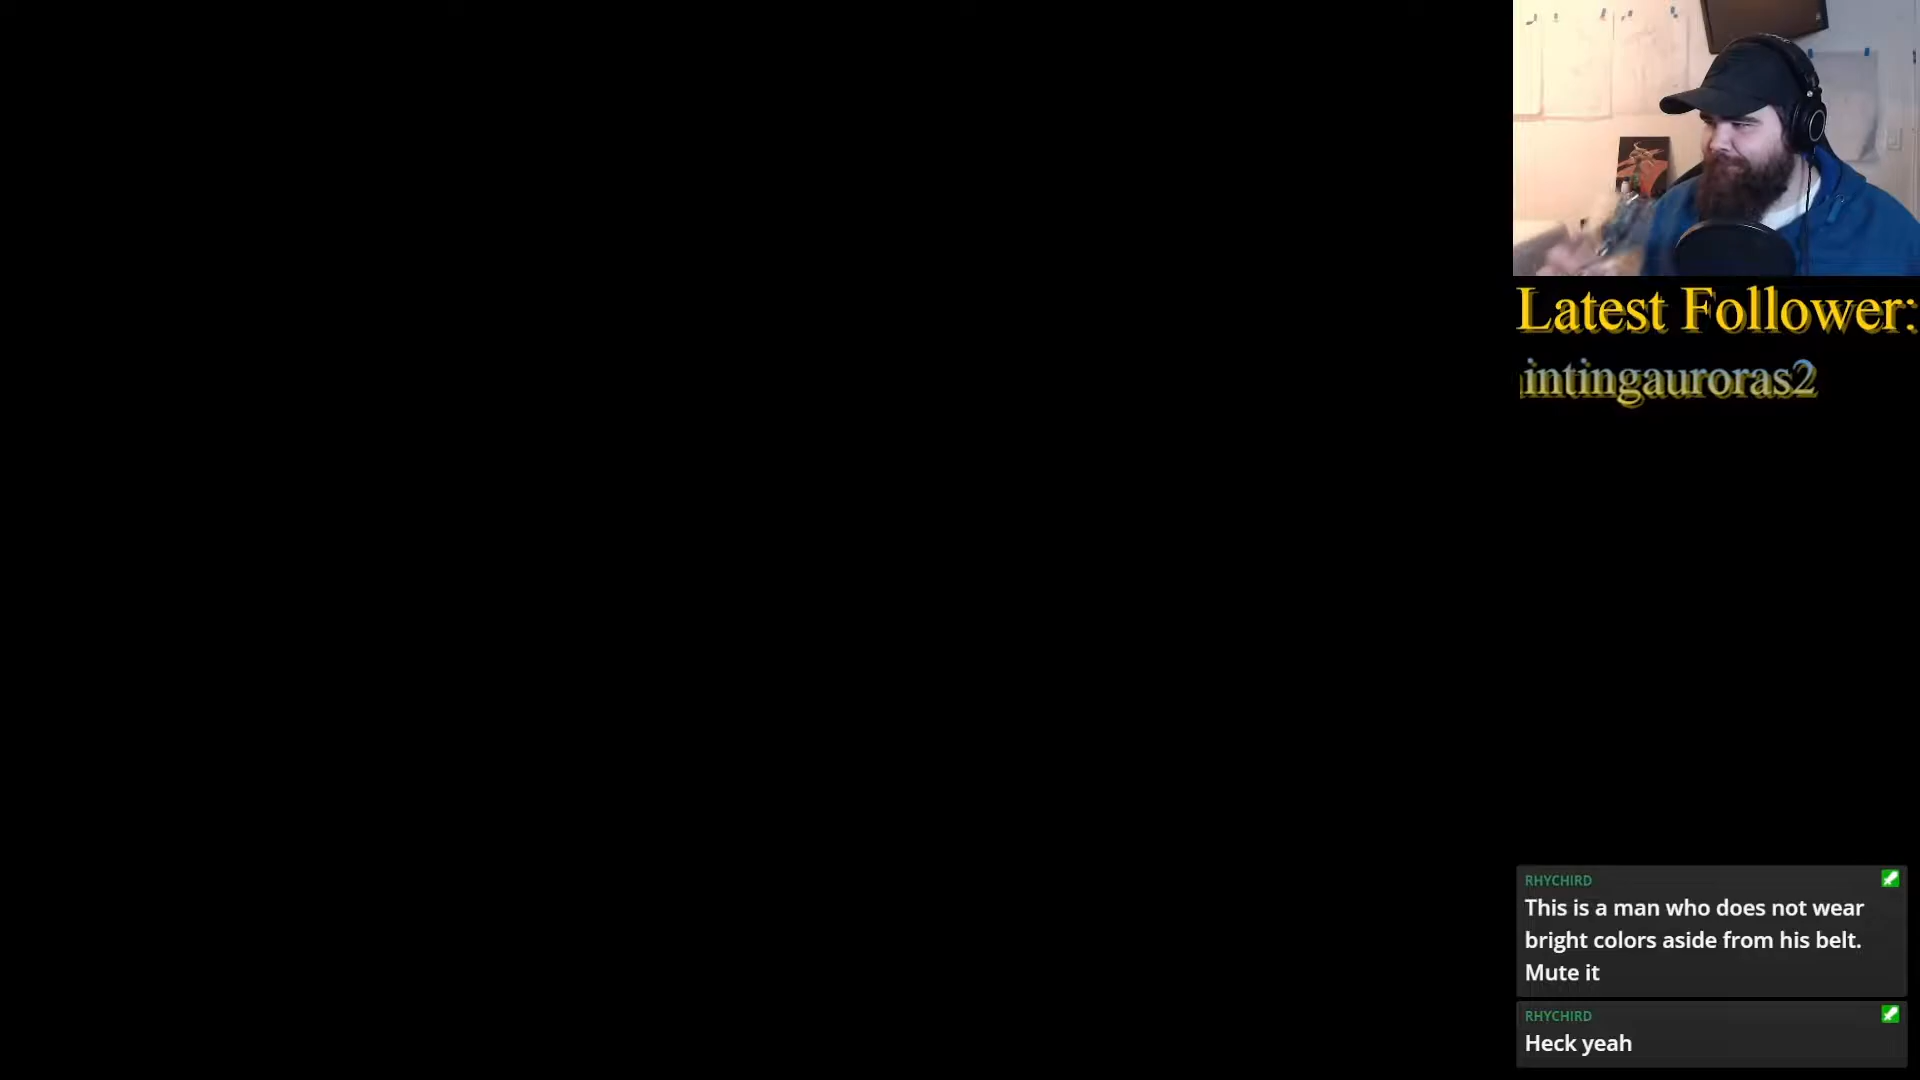 Latest Follower:
intingauroras2
RHYCHIRD
This is a man who does not wear
bright colors aside from his belt.
Mute it
RHYCHIRD
Heck yeah